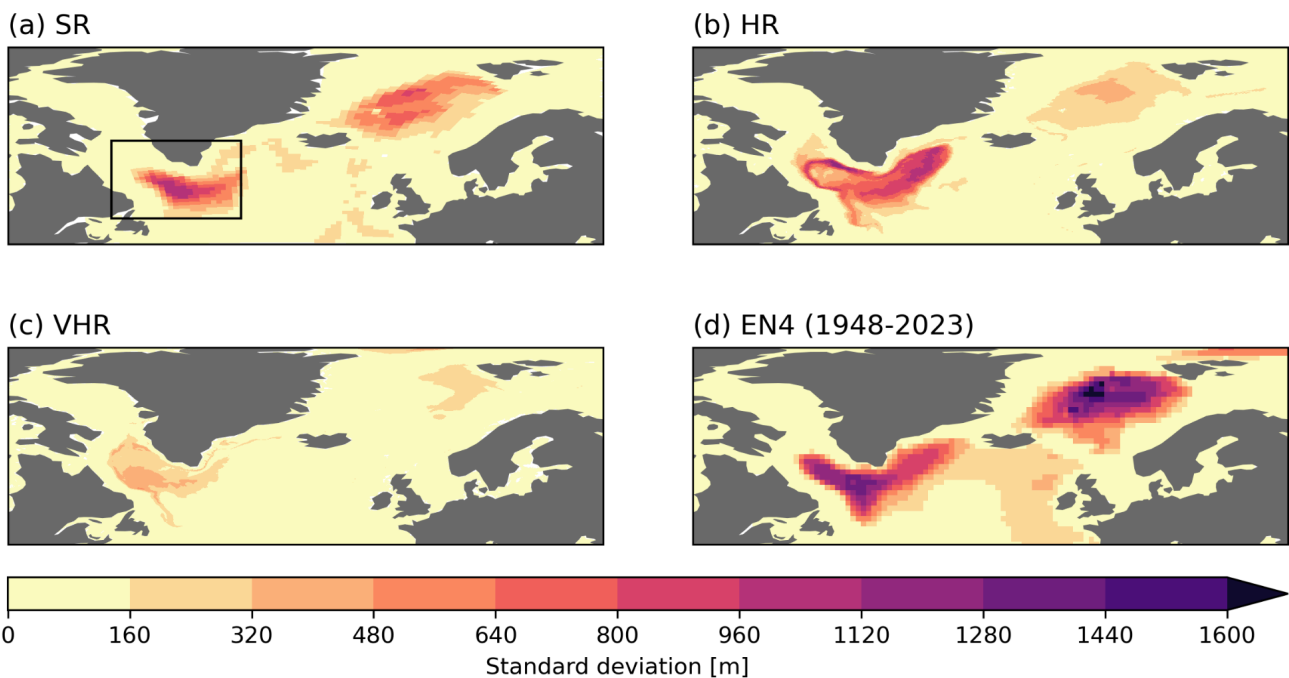 (a) SR
(b) HR
(c) VHR
(d) EN4 (1948-2023)
0 160 320 480 640 800 960 1120 1280 1440 1600
Standard deviation [m]